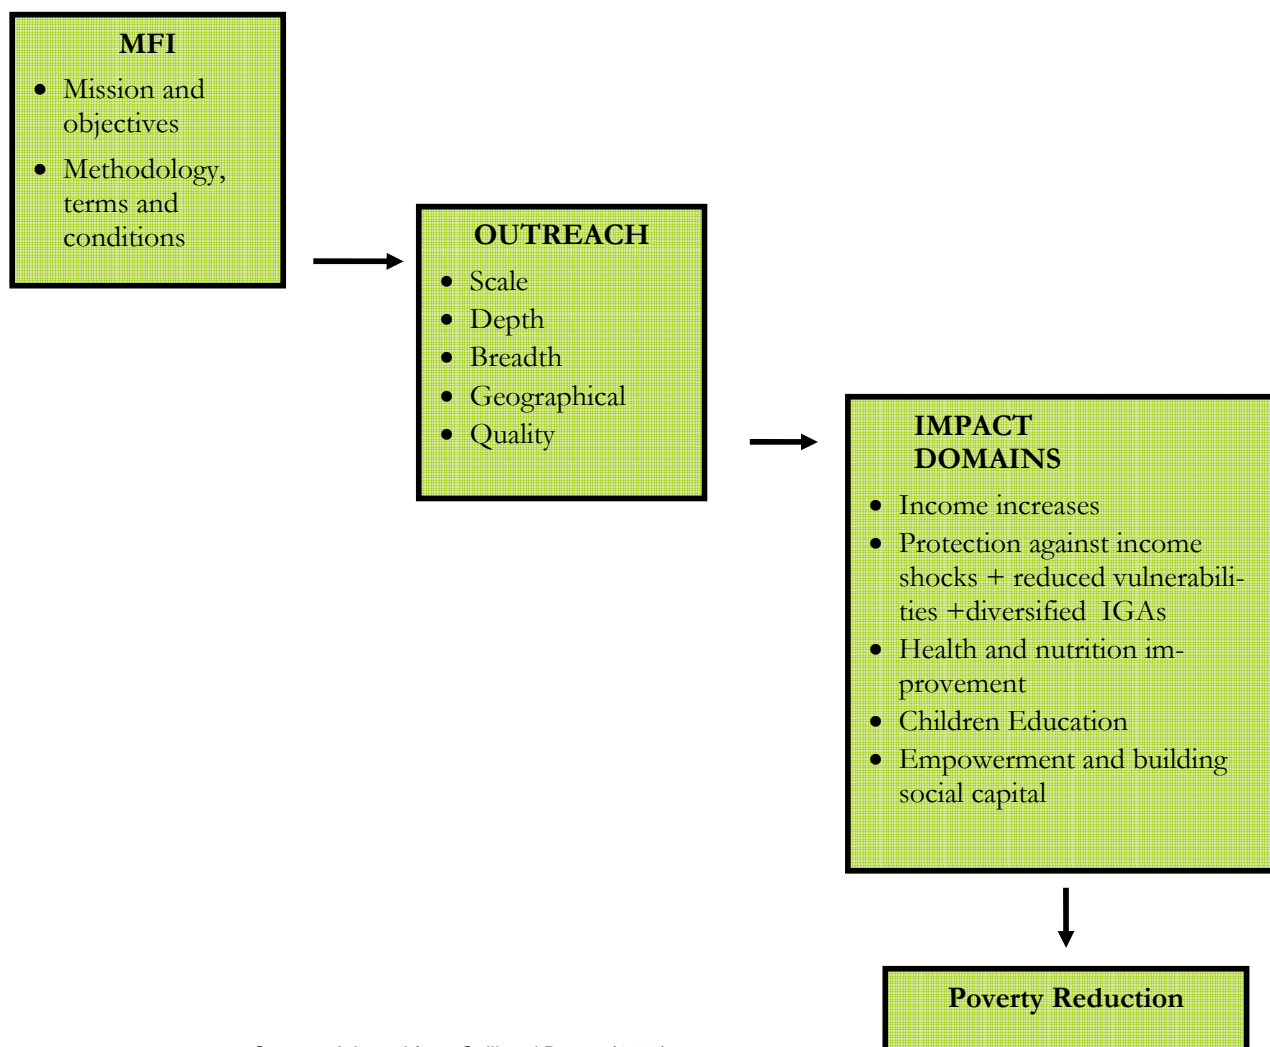 MFI
• Mission and
objectives
• Methodology,
terms and
conditions
OUTREACH
• Scale
• Depth
• Breadth
• Geographical
• Quality
IMPACT
DOMAINS
• Income increases
• Protection against income
shocks + reduced vulnerabili-
ties +diversified IGAs
• Health and nutrition im-
provement
• Children Education
• Empowerment and building
social capital
Poverty Reduction